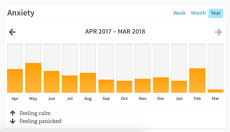 Anxiety Week Month Year
← APR 2017 – MAR 2018 →
Apr May Jun Jul Aug Sep Oct Nov Dec Jan Feb Mar
↑ Feeling calm
↓ Feeling panicked